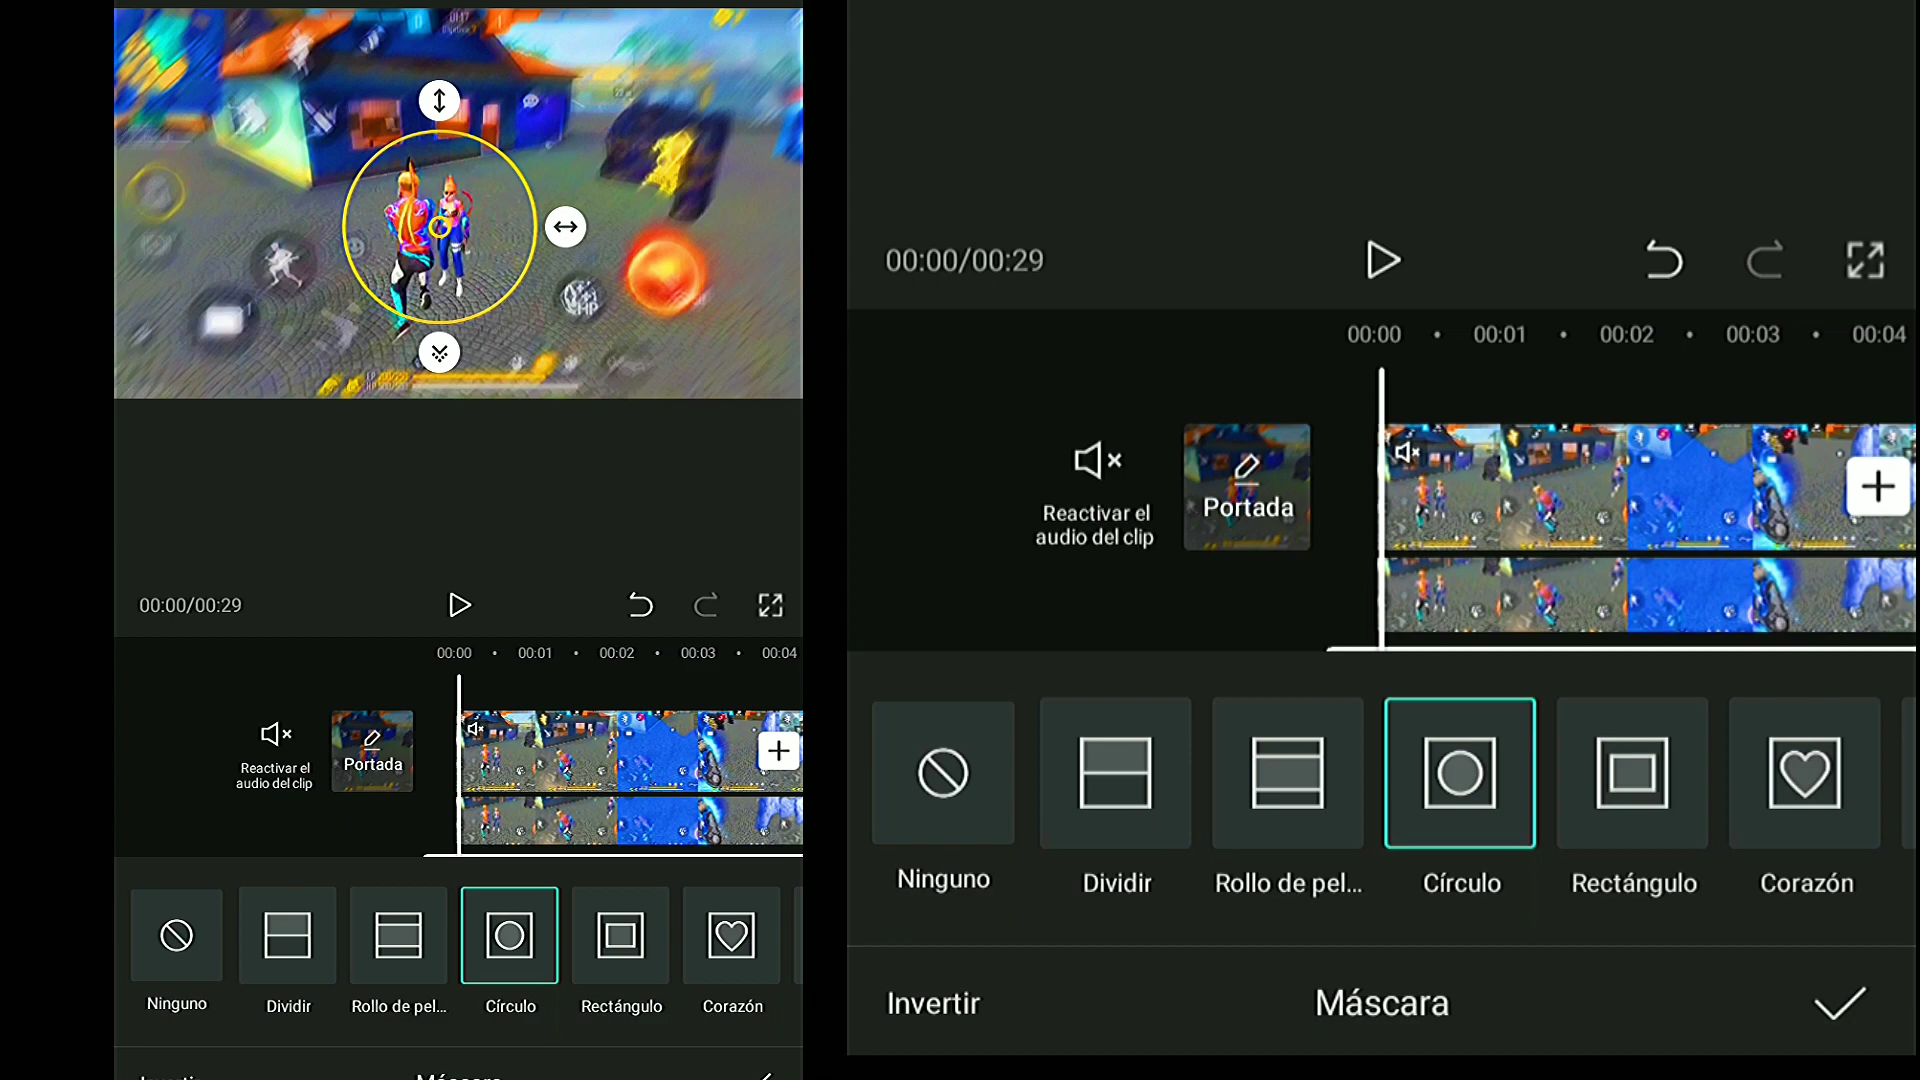 00:00/00:29
00:00 • 00:01 • 00:02 • 00:03 • 00:04
Reactivar el
audio del clip
Portada
Ninguno
Dividir
Rollo de pel...
Círculo
Rectángulo
Corazón
Invertir
Máscara
00:00/00:29
00:00 • 00:01 • 00:02 • 00:03 • 00:04
Reactivar el
audio del clip
Portada
Ninguno
Dividir
Rollo de pel...
Círculo
Rectángulo
Corazón
Invertir
Máscara